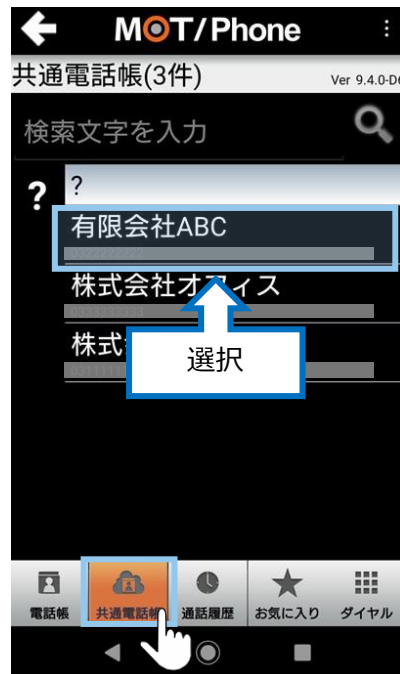 MOT/Phone
共通電話帳(3件)
Ver 9.4.0-D6
検索文字を入力
?
?
有限会社ABC
株式会社オフィス
株式
選択
電話帳
共通電話帳
通話履歴
お気に入り
ダイヤル